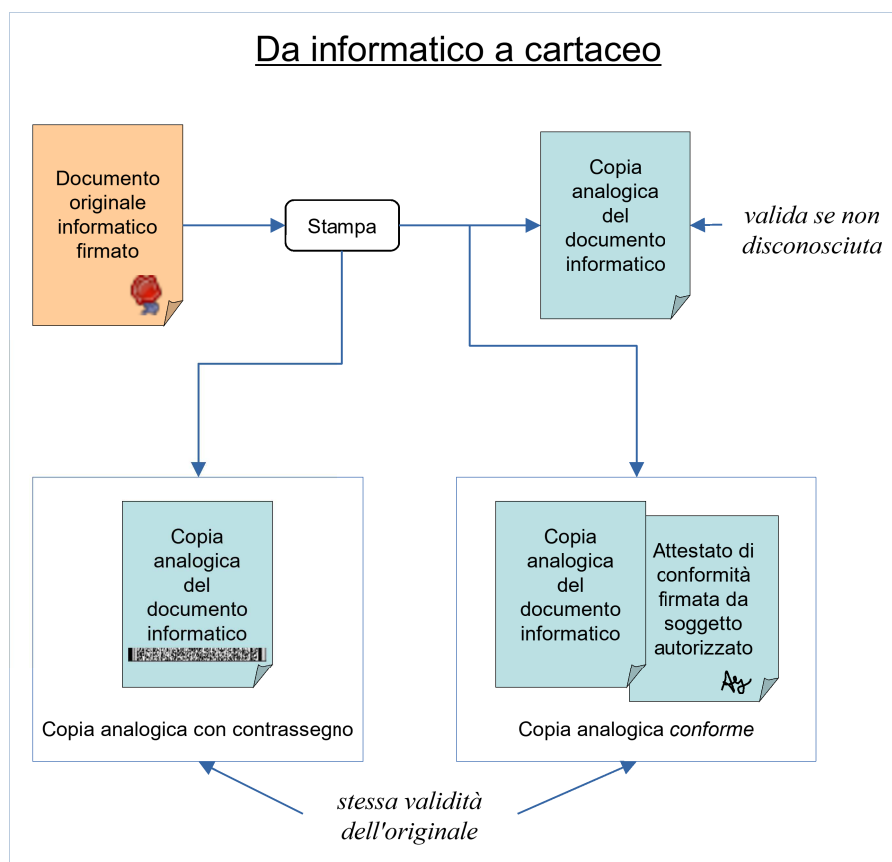 Da informatico a cartaceo
Documento
originale
informatico
firmato
Stampa
Copia
analogica
del
documento
informatico
valida se non
disconosciuta
Copia
analogica
del
documento
informatico
Copia analogica con contrassegno
Copia
analogica
del
documento
informatico
Attestato di
conformità
firmata da
soggetto
autorizzato
Copia analogica conforme
stessa validità
dell'originale